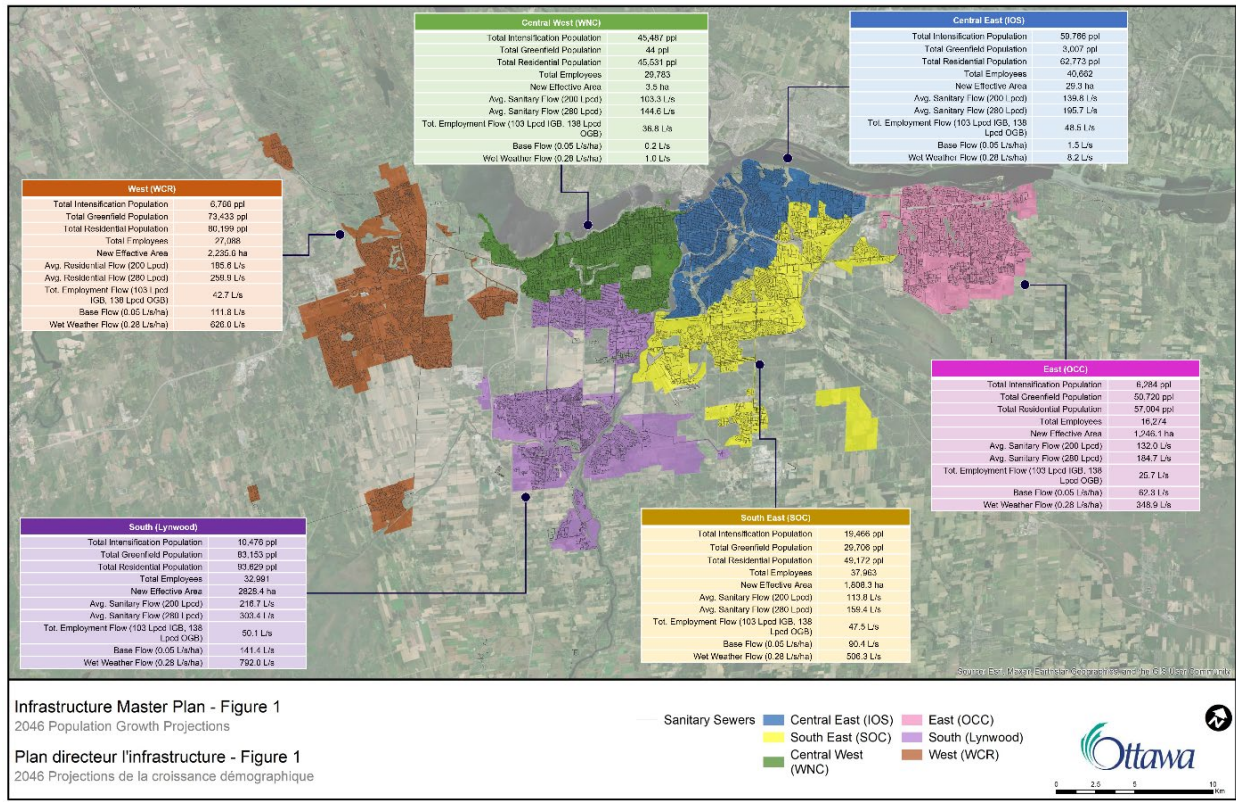 Central West (WNC)
Total Intensification Population 45,487 ppl
Total Greenfield Population 44 ppl
Total Residential Population 45,531 ppl
Total Employees 29,783
New Effective Area 3.5 ha
Avg. Sanitary Flow (200 Lpcd) 103.3 L/s
Avg. Sanitary Flow (280 Lpcd) 144.6 L/s
Tot. Employment Flow (103 Lpcd IGB, 138
Lpcd OGB) 36.8 L/s
Base Flow (0.05 L/s/ha) 0.2 L/s
Wet Weather Flow (0.28 L/s/ha) 1.0 L/s
Central East (IOS)
Total Intensification Population 59,766 ppl
Total Greenfield Population 3,007 ppl
Total Residential Population 62,773 ppl
Total Employees 40,662
New Effective Area 29.3 ha
Avg. Sanitary Flow (200 Lpcd) 139.8 L/s
Avg. Sanitary Flow (280 Lpcd) 195.7 L/s
Tot. Employment Flow (103 Lpcd IGB, 138
Lpcd OGB) 48.5 L/s
Base Flow (0.05 L/s/ha) 1.5 L/s
Wet Weather Flow (0.28 L/s/ha) 8.2 L/s
West (WCR)
Total Intensification Population 6,766 ppl
Total Greenfield Population 73,433 ppl
Total Residential Population 80,199 ppl
Total Employees 27,088
New Effective Area 2,235.6 ha
Avg. Residential Flow (200 Lpcd) 185.6 L/s
Avg. Residential Flow (280 Lpcd) 259.9 L/s
Tot. Employment Flow (103 Lpcd
IGB, 138 Lpcd OGB) 42.7 L/s
Base Flow (0.05 L/s/ha) 111.8 L/s
Wet Weather Flow (0.28 L/s/ha) 626.0 L/s
East (OCC)
Total Intensification Population 6,284 ppl
Total Greenfield Population 50,720 ppl
Total Residential Population 57,004 ppl
Total Employees 16,274
New Effective Area 1,246.1 ha
Avg. Sanitary Flow (200 Lpcd) 132.0 L/s
Avg. Sanitary Flow (280 Lpcd) 184.7 L/s
Tot. Employment Flow (103 Lpcd IGB, 138
Lpcd OGB) 25.7 L/s
Base Flow (0.05 L/s/ha) 62.3 L/s
Wet Weather Flow (0.28 L/s/ha) 348.9 L/s
South (Lynwood)
Total Intensification Population 10,476 ppl
Total Greenfield Population 83,153 ppl
Total Residential Population 93,629 ppl
Total Employees 32,991
New Effective Area 2828.4 ha
Avg. Sanitary Flow (200 Lpcd) 216.7 L/s
Avg. Sanitary Flow (280 Lpcd) 303.4 L/s
Tot. Employment Flow (103 Lpcd IGB, 138
Lpcd OGB) 50.1 L/s
Base Flow (0.05 L/s/ha) 141.4 L/s
Wet Weather Flow (0.28 L/s/ha) 792.0 L/s
South East (SOC)
Total Intensification Population 19,466 ppl
Total Greenfield Population 29,706 ppl
Total Residential Population 49,172 ppl
Total Employees 37,963
New Effective Area 1,808.3 ha
Avg. Sanitary Flow (200 Lpcd) 113.8 L/s
Avg. Sanitary Flow (280 Lpcd) 159.4 L/s
Tot. Employment Flow (103 Lpcd IGB, 138
Lpcd OGB) 47.5 L/s
Base Flow (0.05 L/s/ha) 90.4 L/s
Wet Weather Flow (0.28 L/s/ha) 506.3 L/s
Source: Esri, Maxar, Earthstar Geographics, and the GIS User Community
Infrastructure Master Plan - Figure 1
2046 Population Growth Projections
Plan directeur l'infrastructure - Figure 1
2046 Projections de la croissance démographique
Sanitary Sewers
Central East (IOS)
South East (SOC)
Central West
(WNC)
East (OCC)
South (Lynwood)
West (WCR)
N
Ottawa
0 2.5 5 10
Km